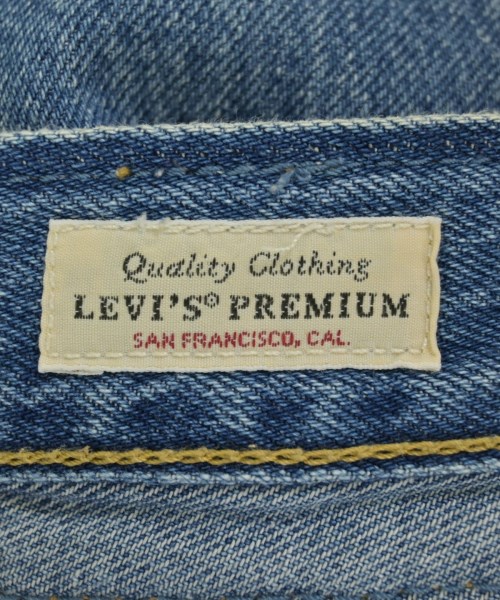 Quality Clothing
LEVI'S® PREMIUM
SAN FRANCISCO, CAL.